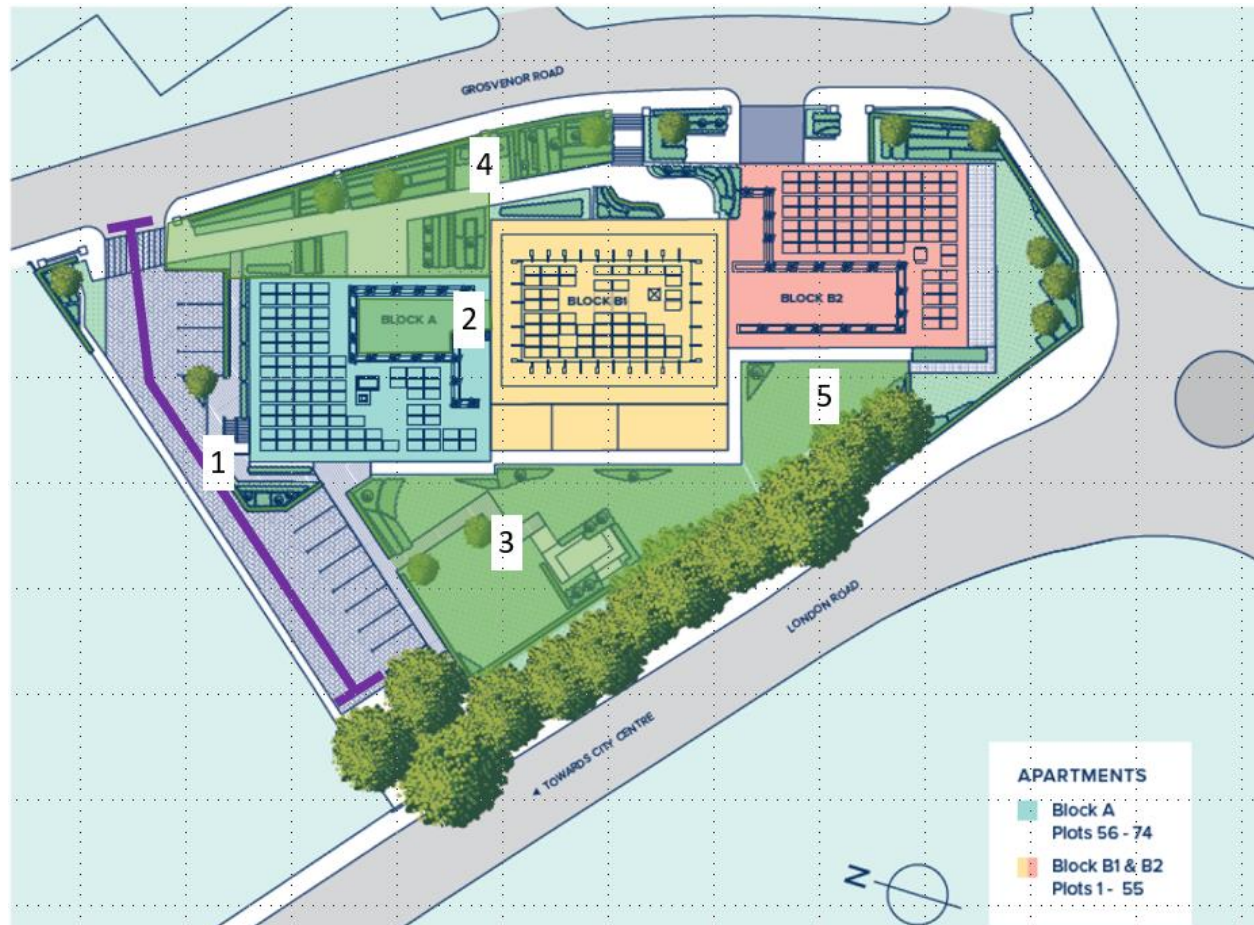 GROSVENOR ROAD
4
2
BLOCK A
BLOCK B1
BLOCK B2
5
1
3
LONDON ROAD
◄ TOWARDS CITY CENTRE
APARTMENTS
Block A
Plots 56 - 74
Block B1 & B2
Plots 1 - 55
N